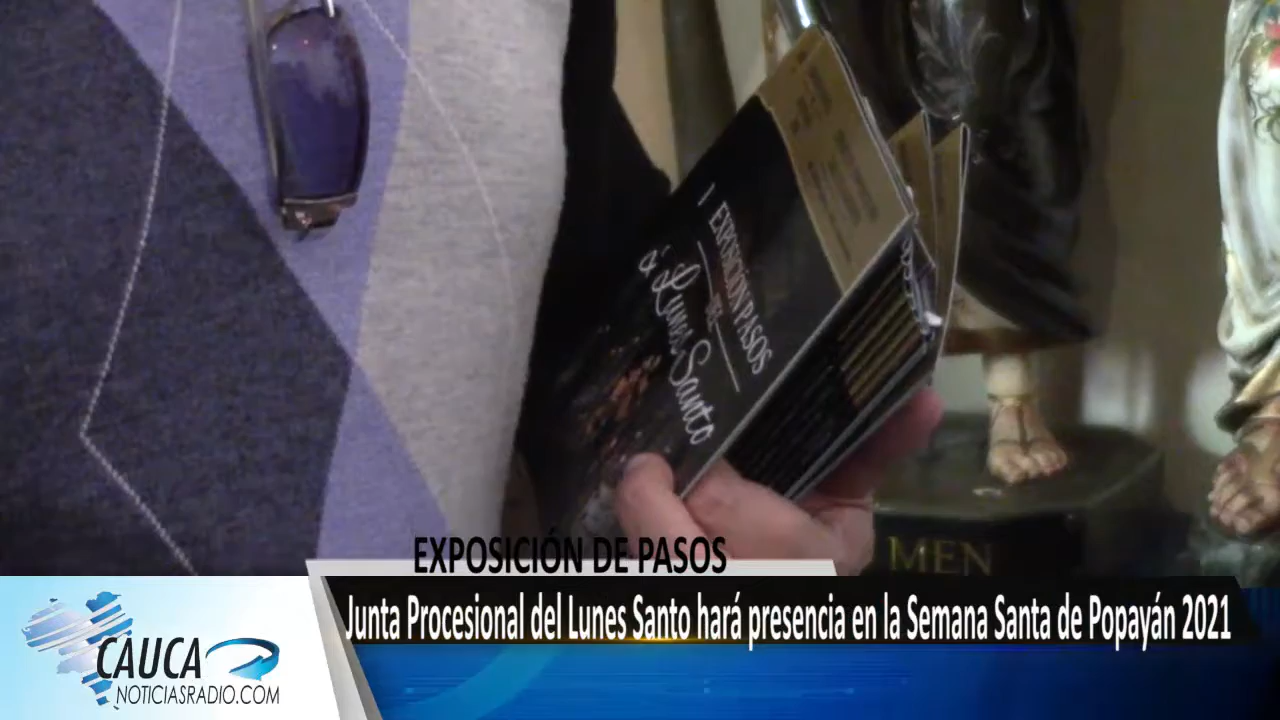 I EXPOSICIÓN PASOS
DEL
Lunes Santo
MEN
EXPOSICIÓN DE PASOS
Junta Procesional del Lunes Santo hará presencia en la Semana Santa de Popayán 2021
CAUCA
NOTICIASRADIO.COM